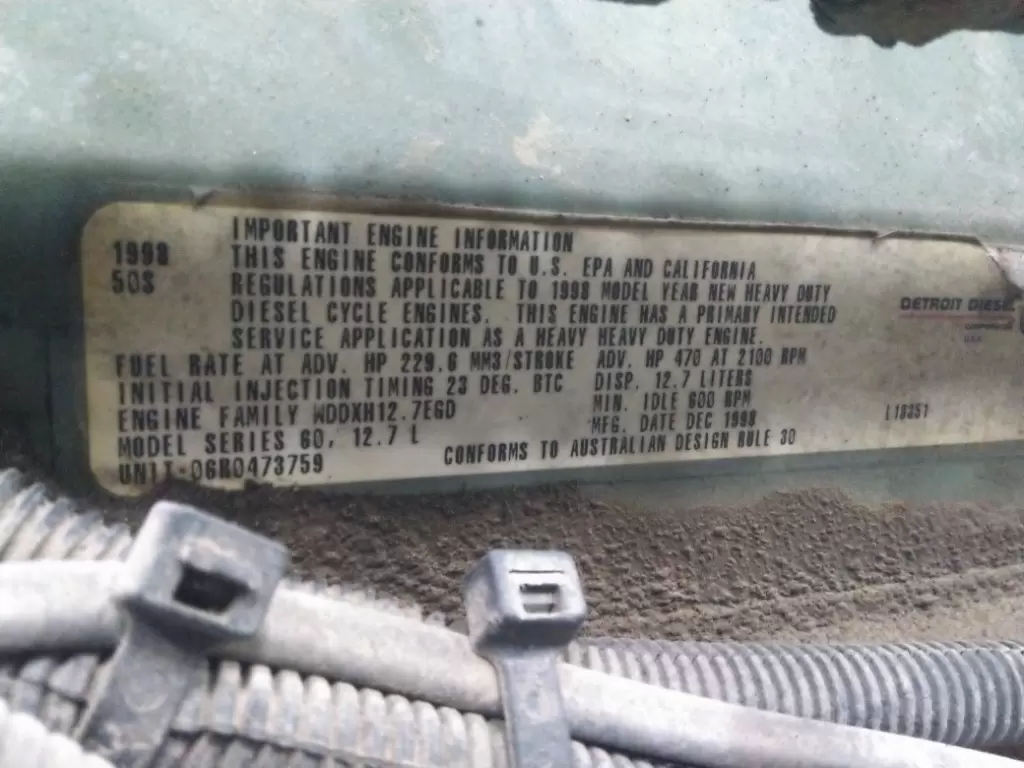 IMPORTANT ENGINE INFORMATION
1998 THIS ENGINE CONFORMS TO U.S. EPA AND CALIFORNIA
50S REGULATIONS APPLICABLE TO 1998 MODEL YEAR NEW HEAVY DUTY
DIESEL CYCLE ENGINES. THIS ENGINE HAS A PRIMARY INTENDED
SERVICE APPLICATION AS A HEAVY HEAVY DUTY ENGINE.
FUEL RATE AT ADV. HP 229.6 MM3/STROKE ADV. HP 470 AT 2100 RPM
INITIAL INJECTION TIMING 23 DEG. BTC DISP. 12.7 LITERS
ENGINE FAMILY WDDXH12.7EGD MIN. IDLE 600 RPM
MODEL SERIES 60, 12.7 L MFG. DATE DEC 1998
UNIT-06R0473759 CONFORMS TO AUSTRALIAN DESIGN RULE 30
DETROIT DIESEL
CORPORATION
USA